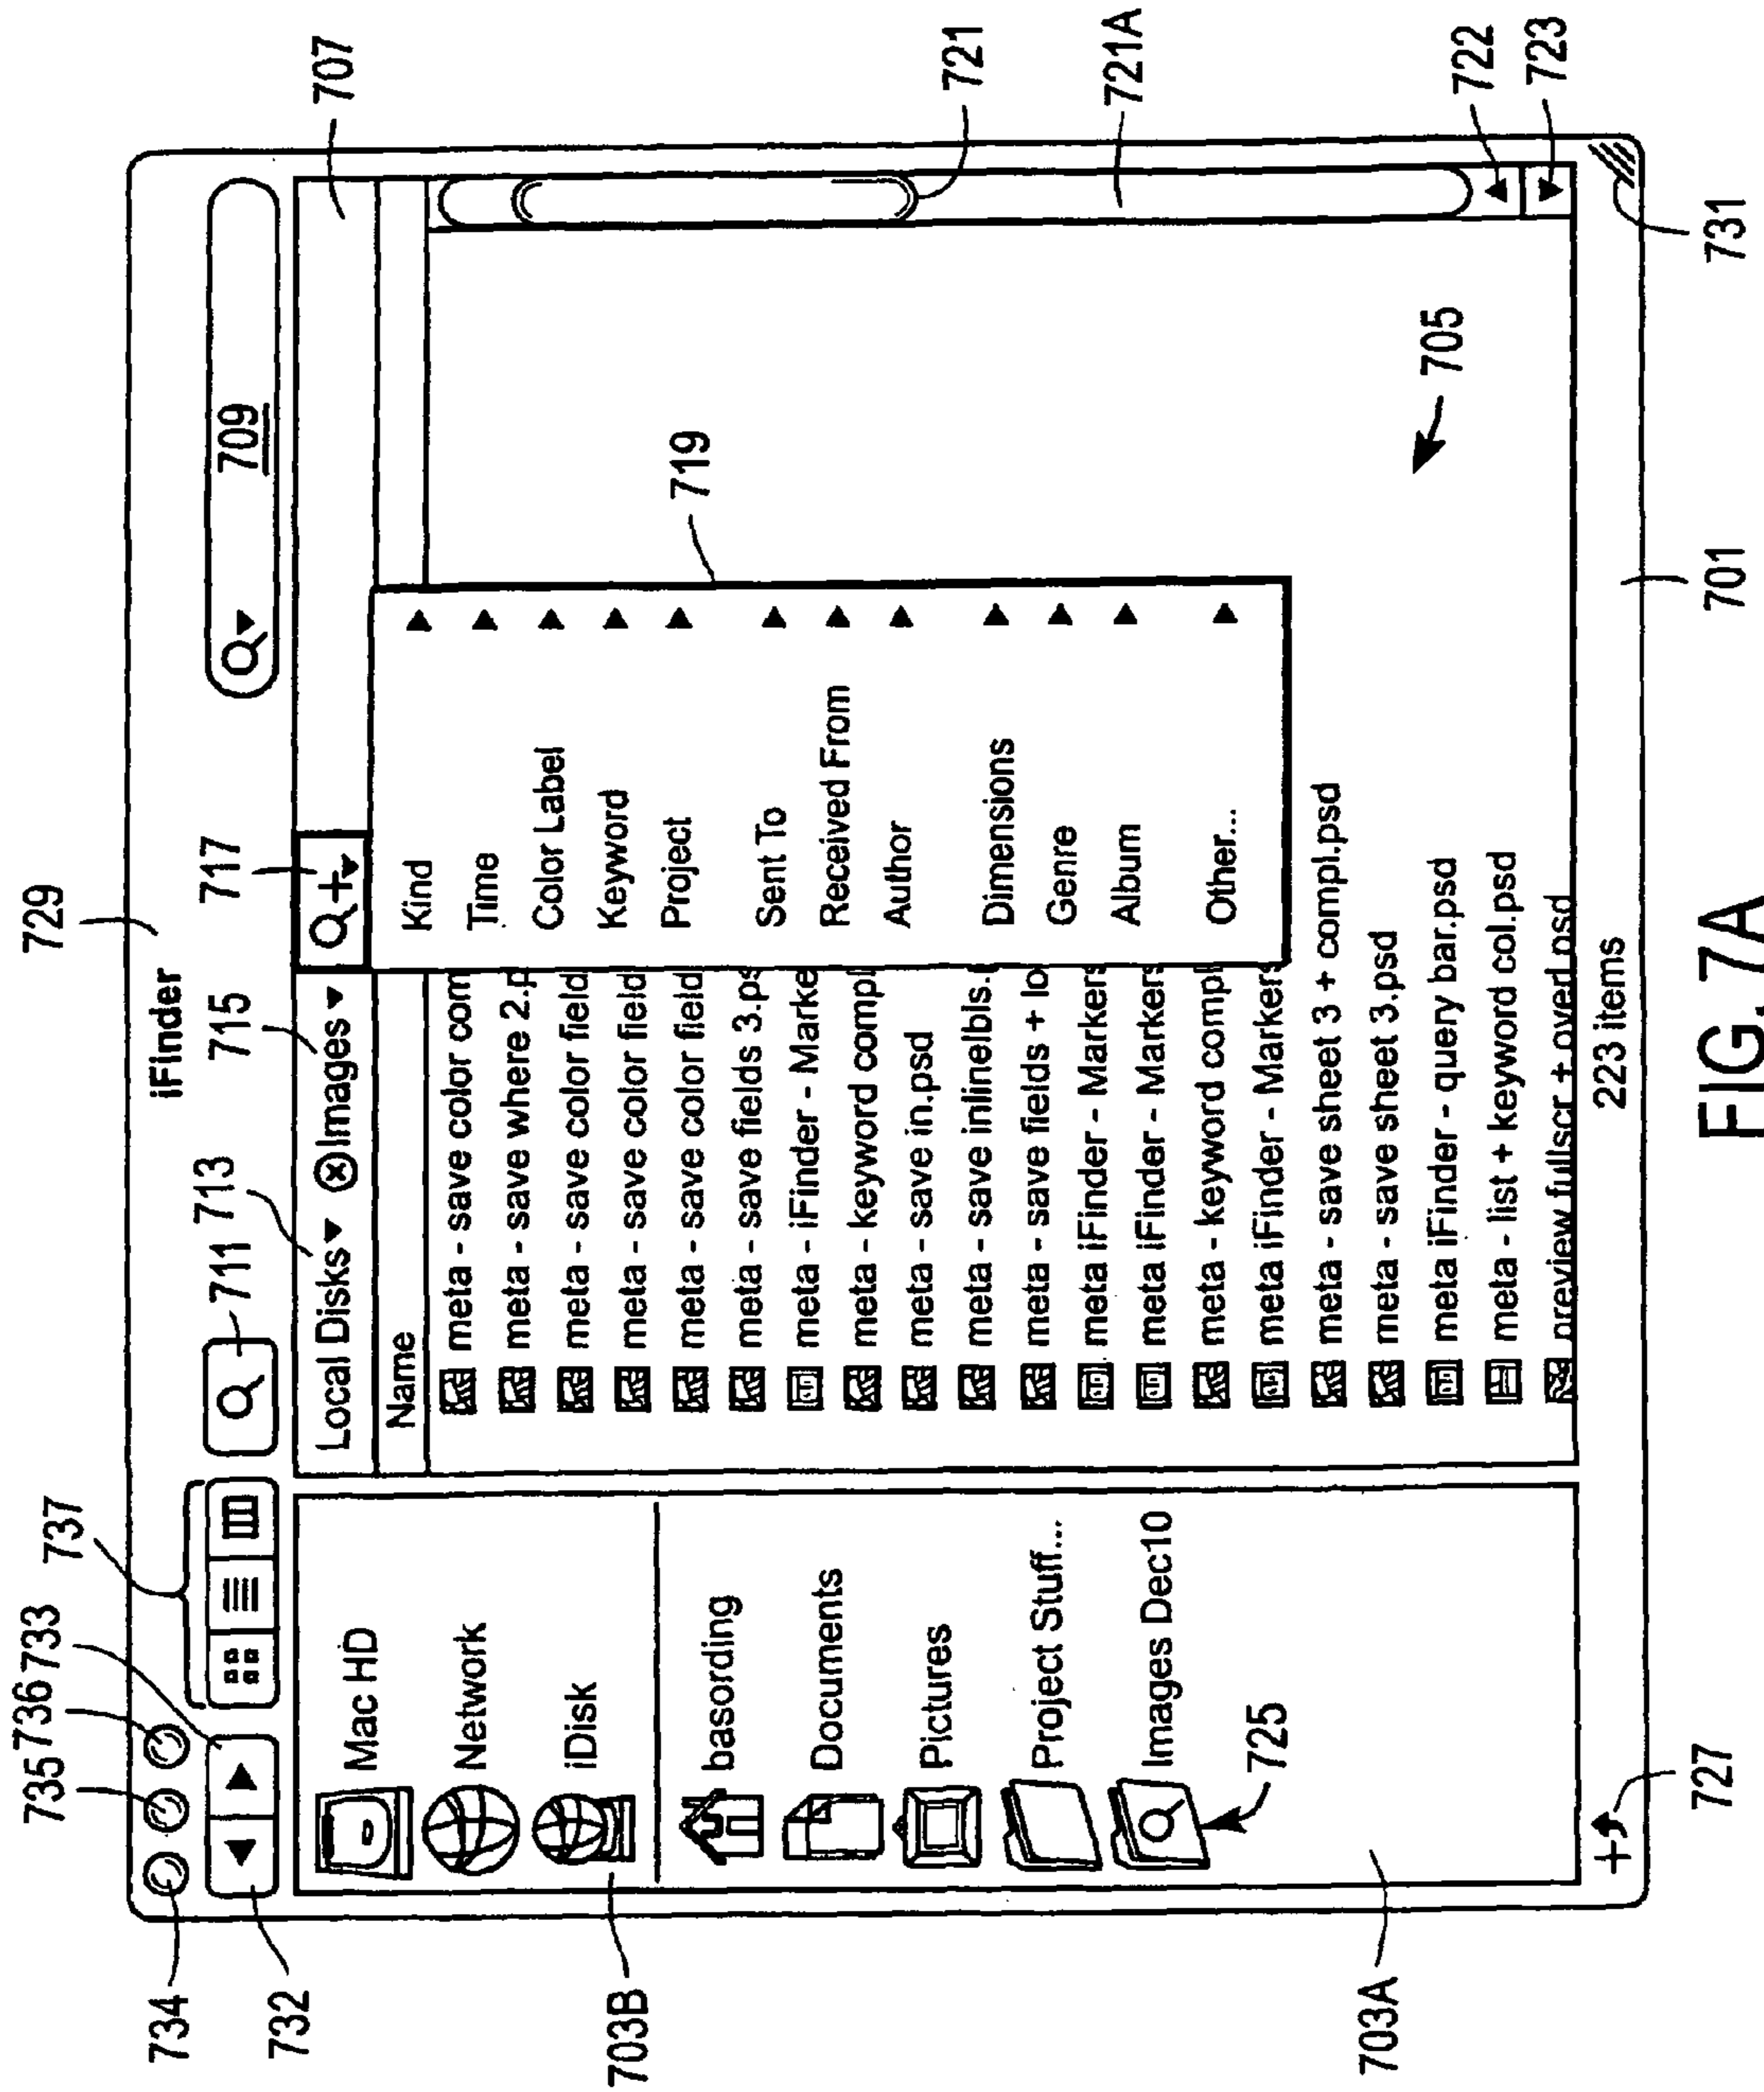 729
735 736 733
737
711 713
715
717
734
iFinder
732
709
707
Local Disks Images
Name
Mac HD
Network
iDisk
703B
basording
Documents
Pictures
Project Stuff...
Images Dec10
725
703A
meta - save color com
meta - save where 2.p
meta - save color field
meta - save color field
meta - save color field
meta - save fields 3.ps
meta - iFinder - Marke
meta - keyword compl
meta - save in.psd
meta - save inlinelbls.
meta - save fields + lo
meta iFinder - Markers
meta iFinder - Markers
meta - keyword compl
meta iFinder - Markers
meta - save sheet 3 + compl.psd
meta - save sheet 3.psd
meta iFinder - query bar.psd
meta - list + keyword col.psd
preview fullscr + overl.psd
Kind
Time
Color Label
Keyword
Project
Sent To
Received From
Author
Dimensions
Genre
Album
Other...
719
721
721A
705
722
723
223 items
727
701
731
FIG. 7A